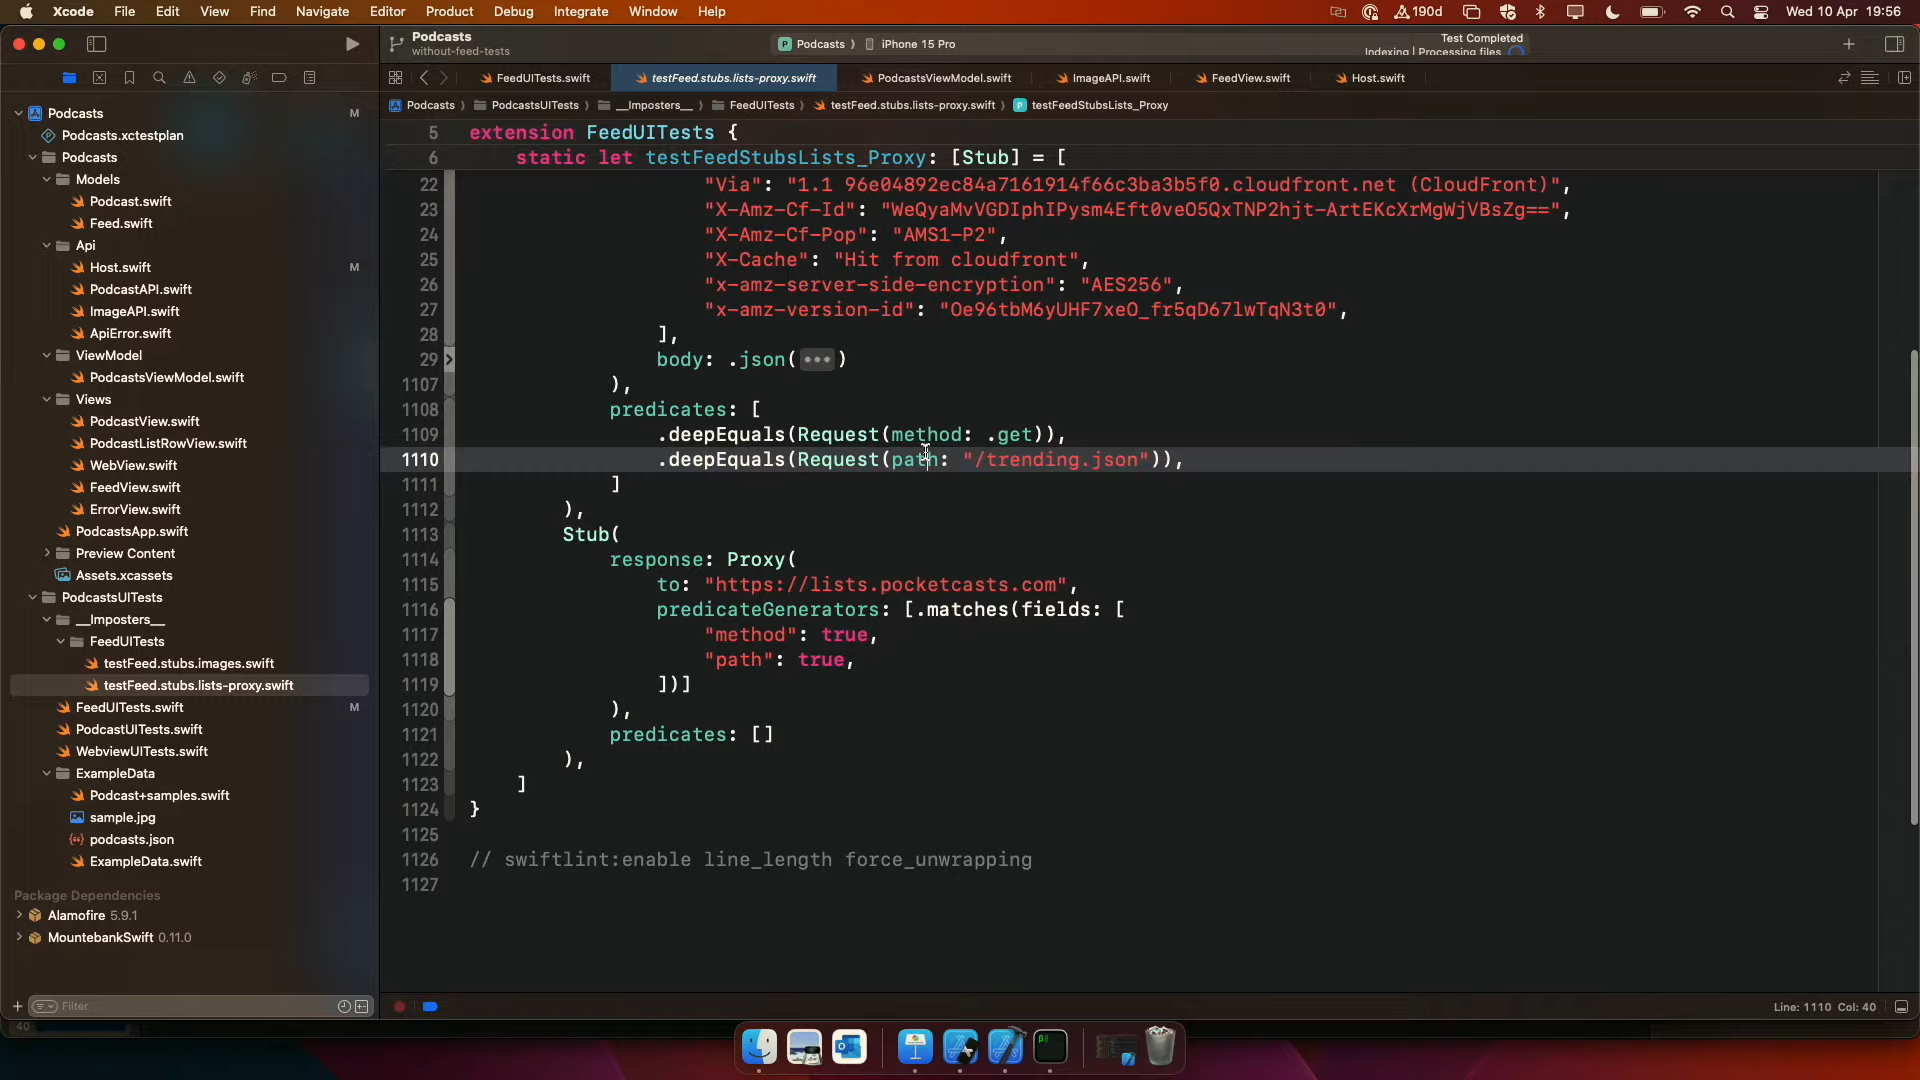 Xcode File Edit View Find Navigate Editor Product Debug Integrate Window Help 190d Wed 10 Apr 19:56
Podcasts
without-feed-tests
Podcasts iPhone 15 Pro
Test Completed
Indexing | Processing files
FeedUITests.swift testFeed.stubs.lists-proxy.swift PodcastsViewModel.swift ImageAPI.swift FeedView.swift Host.swift
Podcasts PodcastsUITests __Imposters__ FeedUITests testFeed.stubs.lists-proxy.swift testFeedStubsLists_Proxy
Podcasts M
Podcasts.xctestplan
Podcasts
Models
Podcast.swift
Feed.swift
Api
Host.swift M
PodcastAPI.swift
ImageAPI.swift
ApiError.swift
ViewModel
PodcastsViewModel.swift
Views
PodcastView.swift
PodcastListRowView.swift
WebView.swift
FeedView.swift
ErrorView.swift
PodcastsApp.swift
Preview Content
Assets.xcassets
PodcastsUITests
__Imposters__
FeedUITests
testFeed.stubs.images.swift
testFeed.stubs.lists-proxy.swift
FeedUITests.swift M
PodcastUITests.swift
WebviewUITests.swift
ExampleData
Podcast+samples.swift
sample.jpg
podcasts.json
ExampleData.swift
Package Dependencies
Alamofire 5.9.1
MountebankSwift 0.11.0
Filter
40
5 extension FeedUITests {
6 static let testFeedStubsLists_Proxy: [Stub] = [
22 "Via": "1.1 96e04892ec84a7161914f66c3ba3b5f0.cloudfront.net (CloudFront)",
23 "X-Amz-Cf-Id": "WeQyaMvVGDIphIPysm4Eft0veO5QxTNP2hjt-ArtEKcXrMgWjVBsZg==",
24 "X-Amz-Cf-Pop": "AMS1-P2",
25 "X-Cache": "Hit from cloudfront",
26 "x-amz-server-side-encryption": "AES256",
27 "x-amz-version-id": "Oe96tbM6yUHF7xeO_fr5qD67lwTqN3t0",
28 ],
29 body: .json(•••)
1107 ),
1108 predicates: [
1109 .deepEquals(Request(method: .get)),
1110 .deepEquals(Request(path: "/trending.json")),
1111 ]
1112 ),
1113 Stub(
1114 response: Proxy(
1115 to: "https://lists.pocketcasts.com",
1116 predicateGenerators: [.matches(fields: [
1117 "method": true,
1118 "path": true,
1119 ])]
1120 ),
1121 predicates: []
1122 ),
1123 ]
1124 }
1125
1126 // swiftlint:enable line_length force_unwrapping
1127
Line: 1110 Col: 40